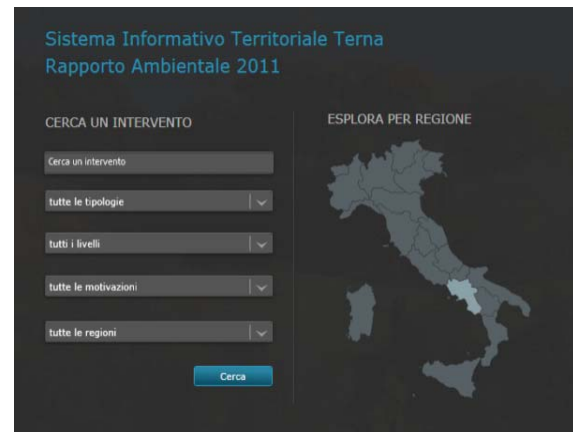 Sistema Informativo Territoriale Terna
Rapporto Ambientale 2011
CERCA UN INTERVENTO
Cerca un intervento
tutte le tipologie
tutti i livelli
tutte le motivazioni
tutte le regioni
Cerca
ESPLORA PER REGIONE